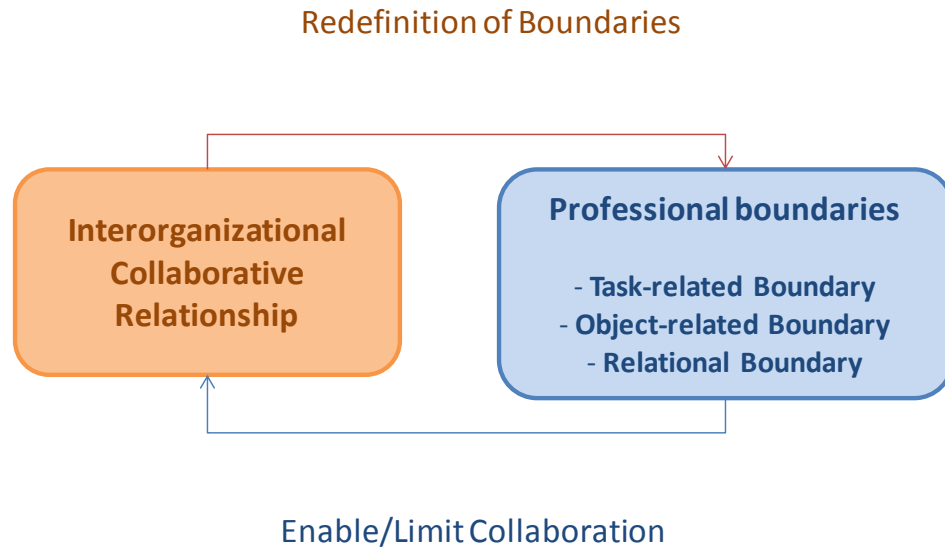 Redefinition of Boundaries
Interorganizational
Collaborative
Relationship
Professional boundaries
- Task-related Boundary
- Object-related Boundary
- Relational Boundary
Enable/Limit Collaboration